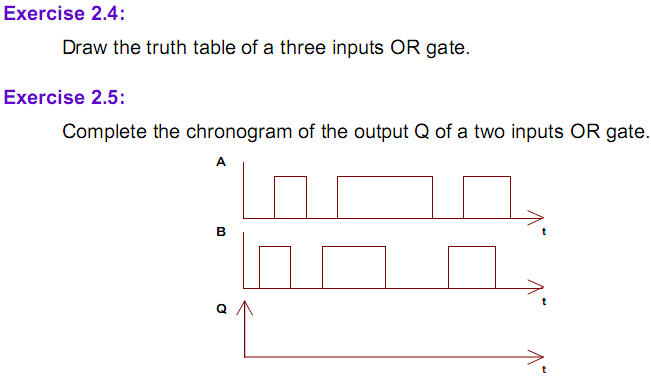 Exercise 2.4:
Draw the truth table of a three inputs OR gate.
Exercise 2.5:
Complete the chronogram of the output Q of a two inputs OR gate.
A
t
B
t
Q
t